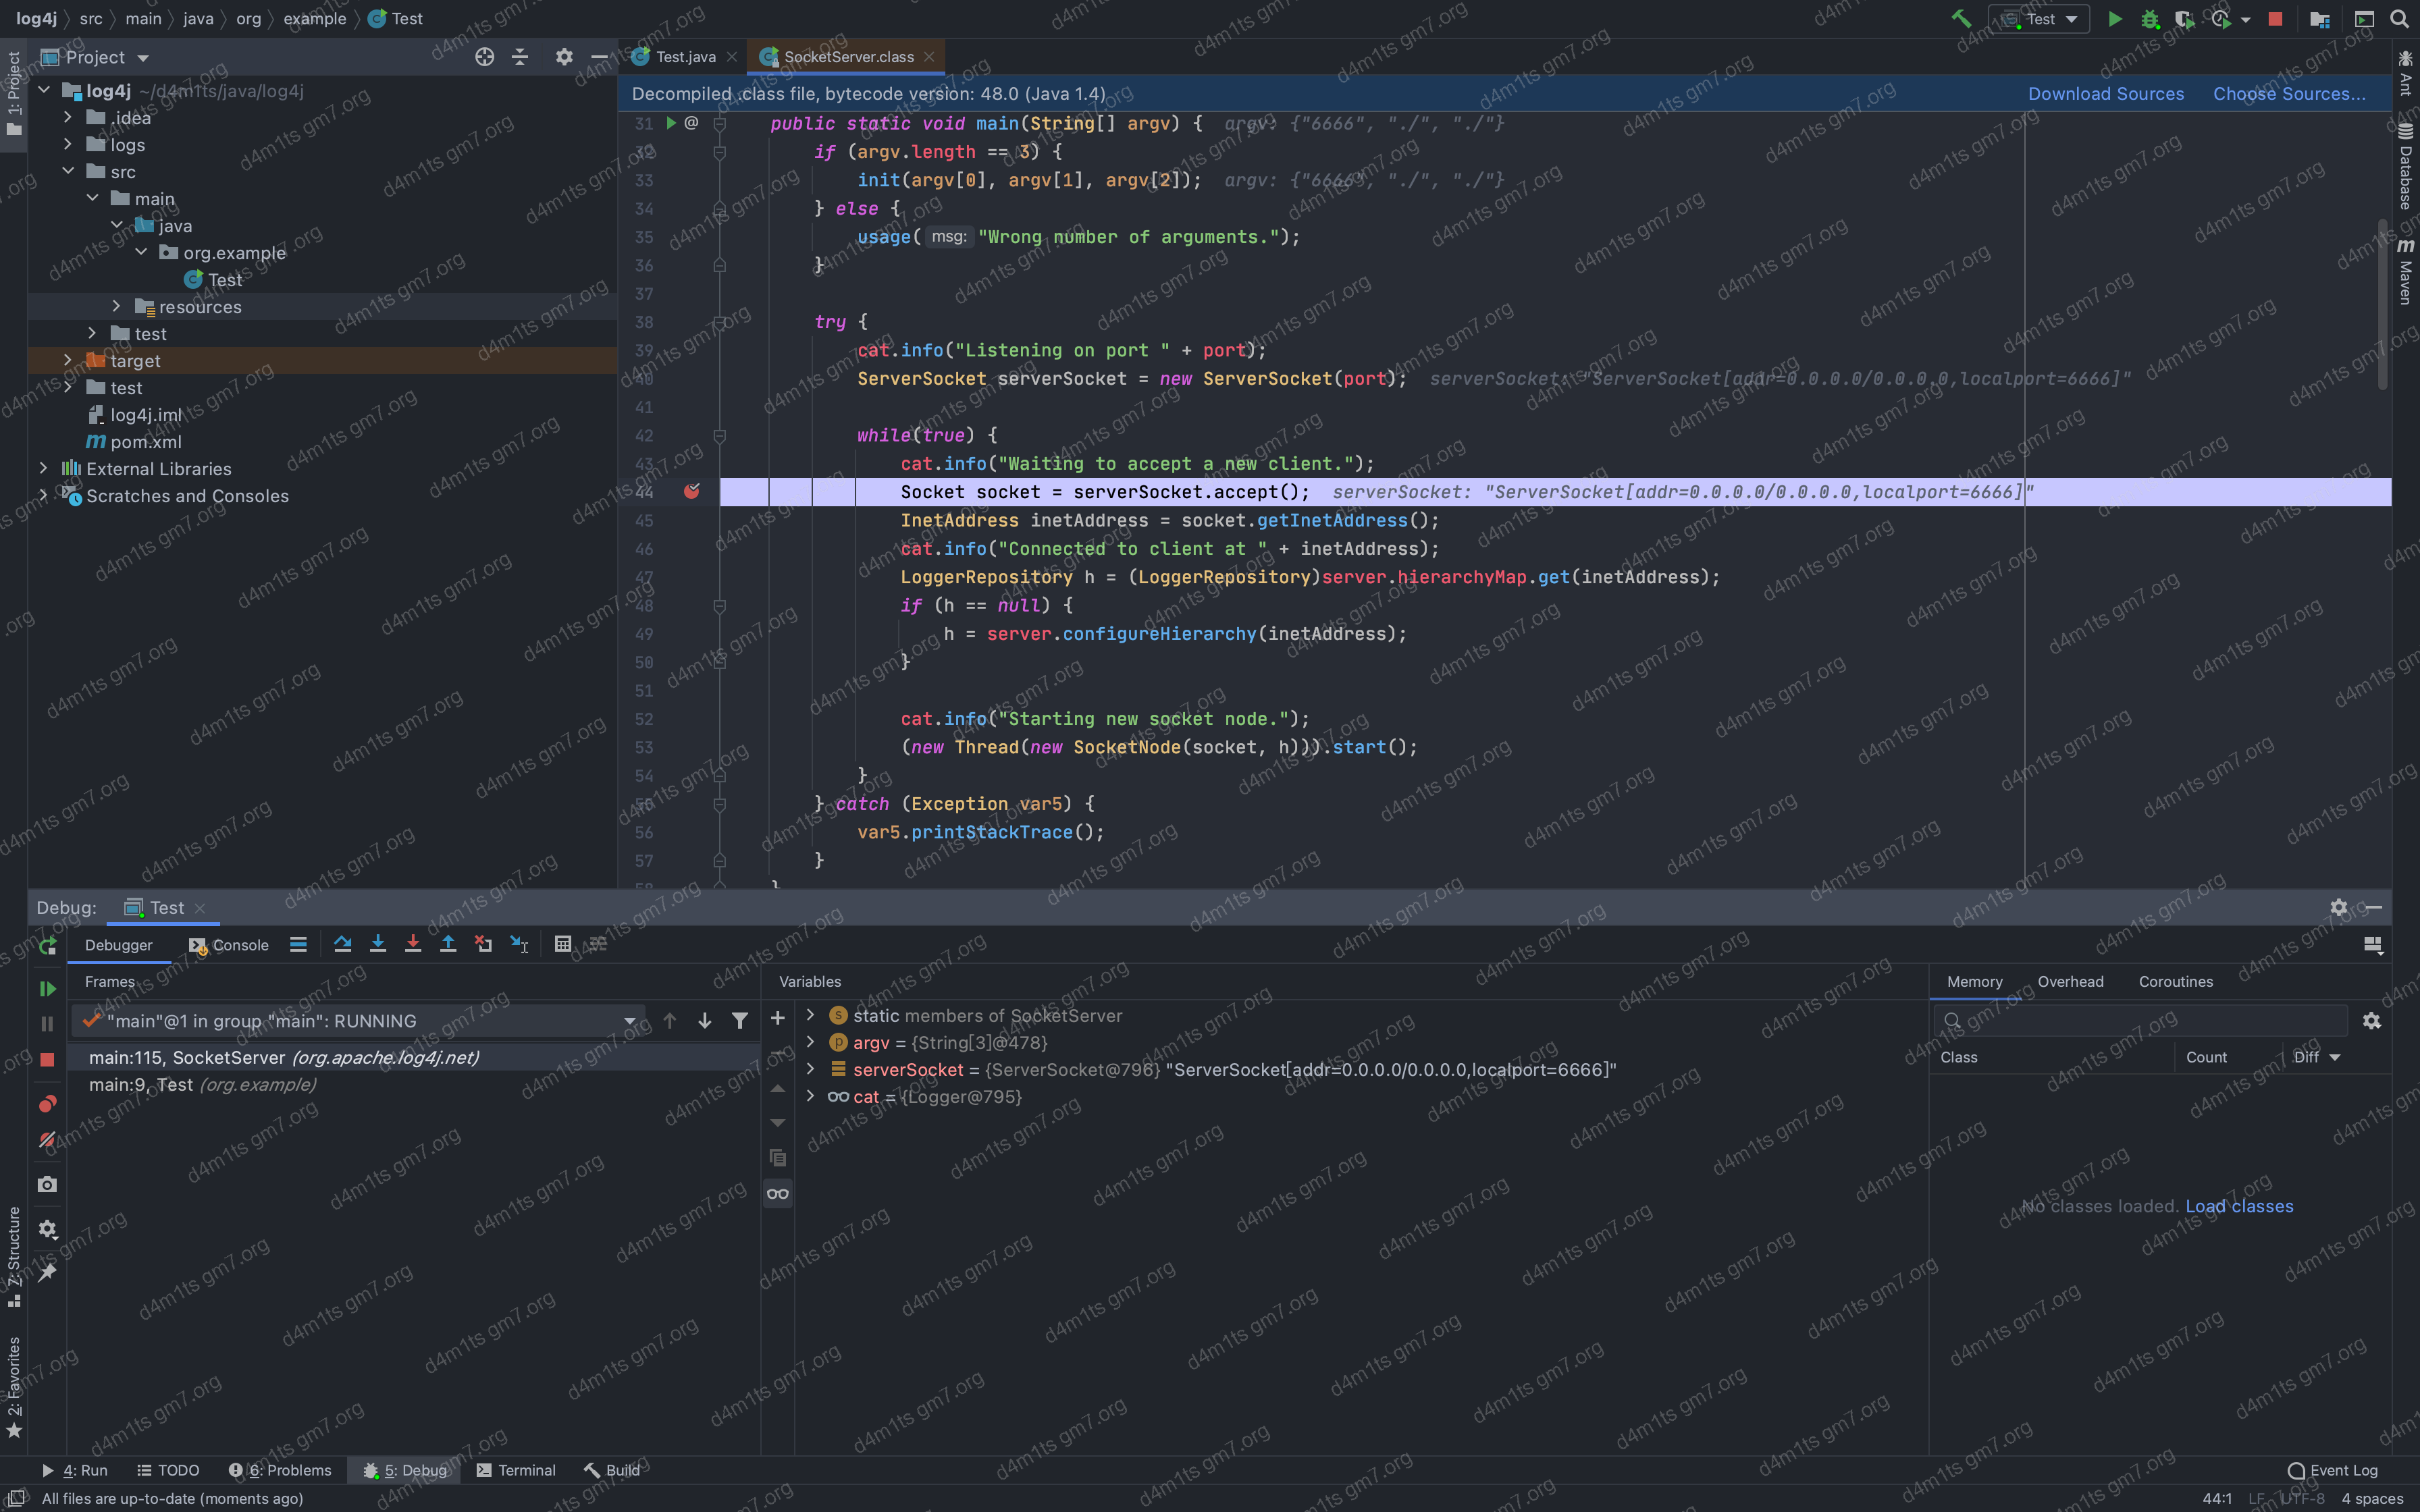 log4j 〉 src 〉 main 〉 java 〉 org 〉 example 〉 Test
Test
Project
Test.java
SocketServer.class
log4j ~/d4m1ts/java/log4j
.idea
logs
src
main
java
org.example
Test
resources
test
target
test
log4j.iml
pom.xml
External Libraries
Scratches and Consoles
1: Project
7: Structure
2: Favorites
Ant
Database
Maven
Decompiled .class file, bytecode version: 48.0 (Java 1.4)
Download Sources
Choose Sources...
31 @ public static void main(String[] argv) { argv: {"6666", "./", "./"}
32 if (argv.length == 3) {
33 init(argv[0], argv[1], argv[2]); argv: {"6666", "./", "./"}
34 } else {
35 usage( msg: "Wrong number of arguments.");
36 }
37
38 try {
39 cat.info("Listening on port " + port);
40 ServerSocket serverSocket = new ServerSocket(port); serverSocket: "ServerSocket[addr=0.0.0.0/0.0.0.0,localport=6666]"
41
42 while(true) {
43 cat.info("Waiting to accept a new client.");
44 Socket socket = serverSocket.accept(); serverSocket: "ServerSocket[addr=0.0.0.0/0.0.0.0,localport=6666]"
45 InetAddress inetAddress = socket.getInetAddress();
46 cat.info("Connected to client at " + inetAddress);
47 LoggerRepository h = (LoggerRepository)server.hierarchyMap.get(inetAddress);
48 if (h == null) {
49 h = server.configureHierarchy(inetAddress);
50 }
51
52 cat.info("Starting new socket node.");
53 (new Thread(new SocketNode(socket, h))).start();
54 }
55 } catch (Exception var5) {
56 var5.printStackTrace();
57 }
58 }
Debug:
Test
Debugger
Console
Frames
"main"@1 in group "main": RUNNING
main:115, SocketServer (org.apache.log4j.net)
main:9, Test (org.example)
Variables
static members of SocketServer
argv = {String[3]@478}
serverSocket = {ServerSocket@796} "ServerSocket[addr=0.0.0.0/0.0.0.0,localport=6666]"
cat = {Logger@795}
Memory
Overhead
Coroutines
Class
Count
Diff
No classes loaded. Load classes
4: Run
TODO
6: Problems
5: Debug
Terminal
Build
Event Log
All files are up-to-date (moments ago)
44:1
LF
UTF-8
4 spaces
d4m1ts gm7.org